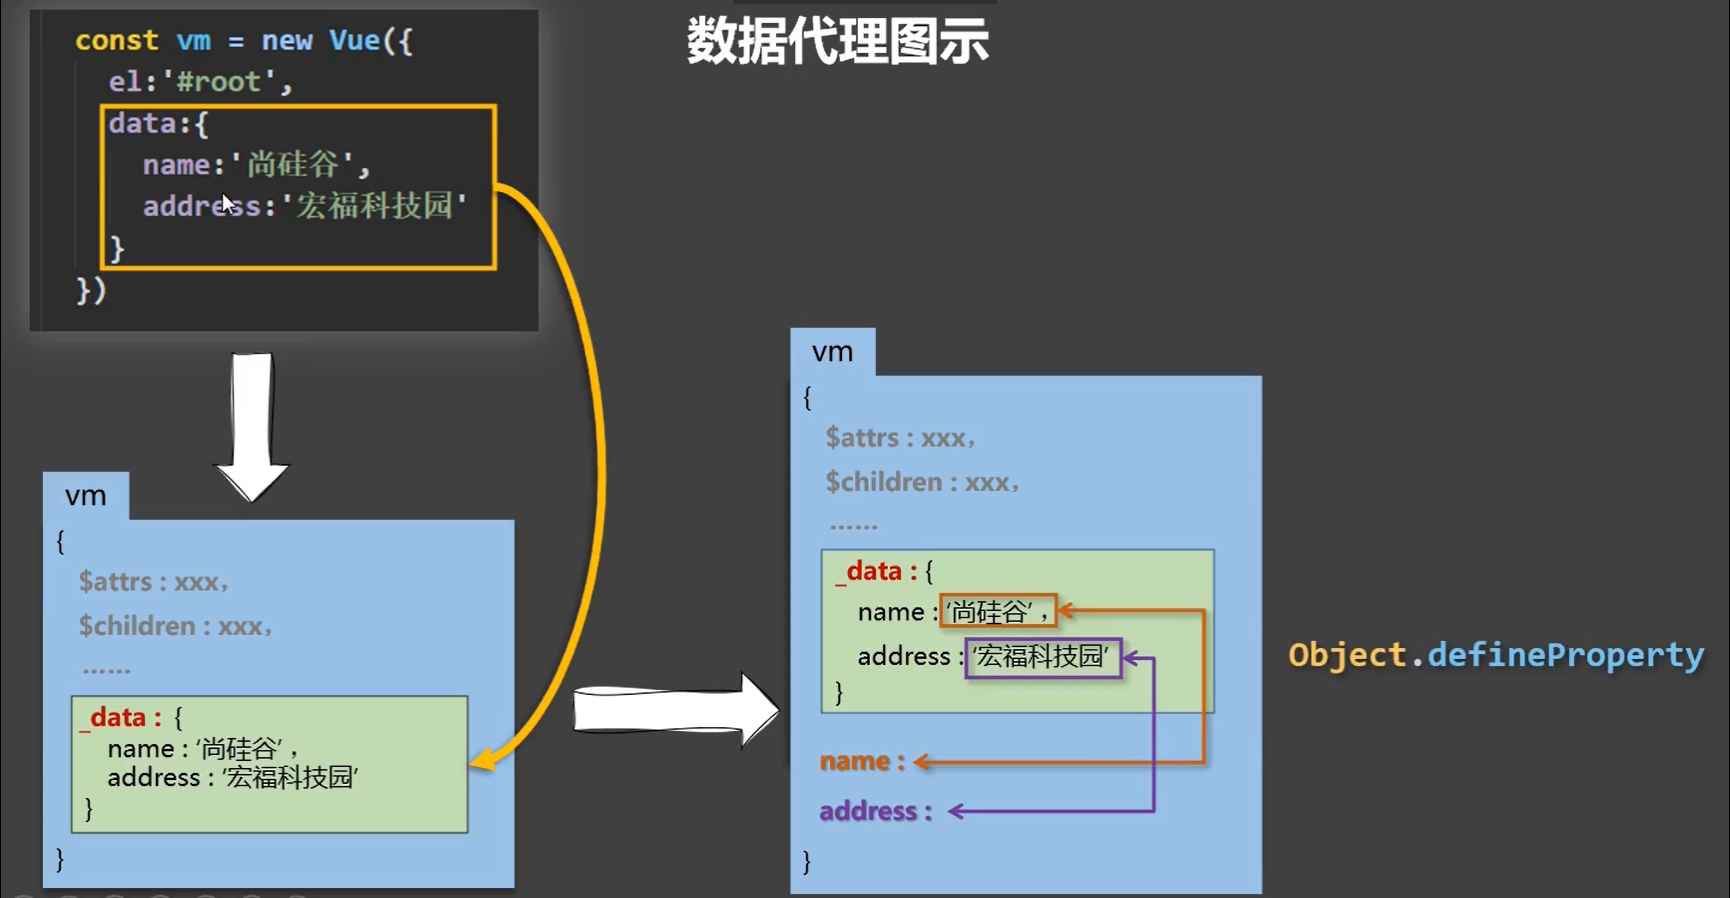 数据代理图示
const vm = new Vue({
el:'#root',
data:{
name:'尚硅谷',
address:'宏福科技园'
}
})
vm
{
$attrs : xxx，
$children : xxx，
......
_data : {
name : ‘尚硅谷’ ，
address : ‘宏福科技园’
}
}
vm
{
$attrs : xxx，
$children : xxx，
......
_data : {
name : ‘尚硅谷’ ，
address : ‘宏福科技园’
}
name :
address :
}
Object.defineProperty